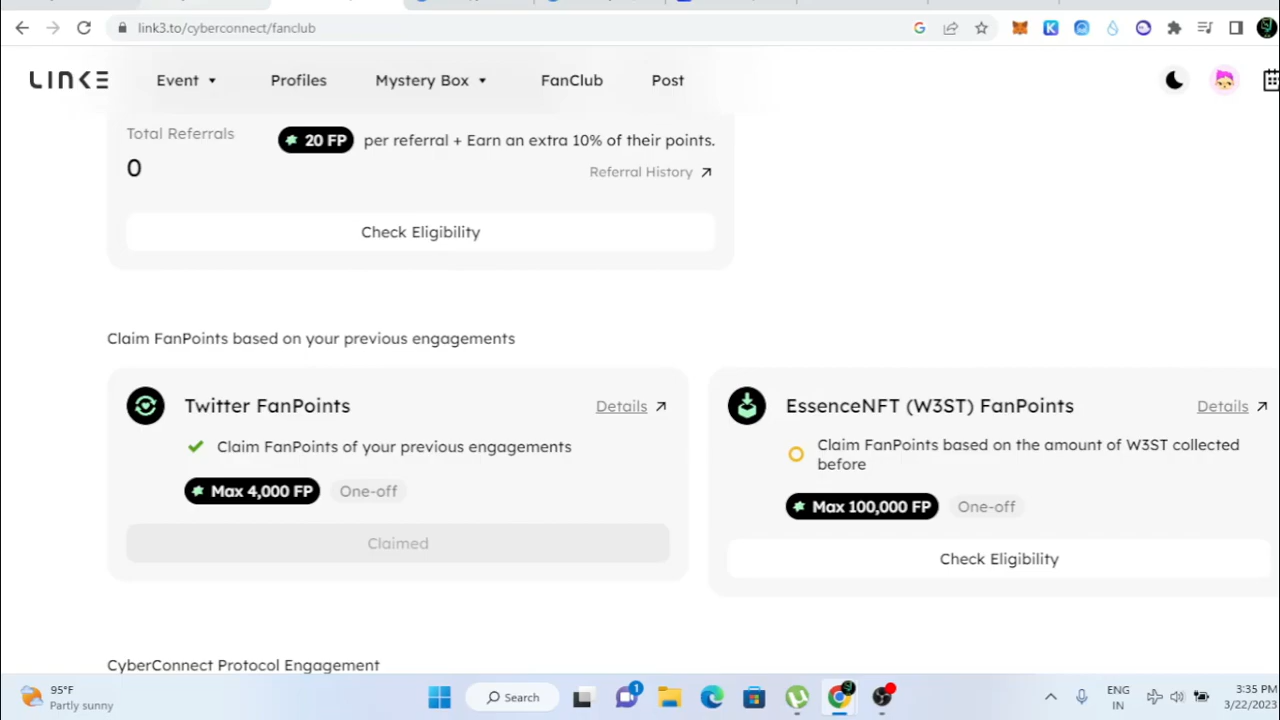 link3.to/cyberconnect/fanclub
LINK3
Event
Profiles
Mystery Box
FanClub
Post
Total Referrals
0
20 FP
per referral + Earn an extra 10% of their points.
Referral History
Check Eligibility
Claim FanPoints based on your previous engagements
Twitter FanPoints
Details
Claim FanPoints of your previous engagements
Max 4,000 FP
One-off
Claimed
EssenceNFT (W3ST) FanPoints
Details
Claim FanPoints based on the amount of W3ST collected
before
Max 100,000 FP
One-off
Check Eligibility
CyberConnect Protocol Engagement
95°F
Partly sunny
Search
1
ENG
IN
3:35 PM
3/22/2023